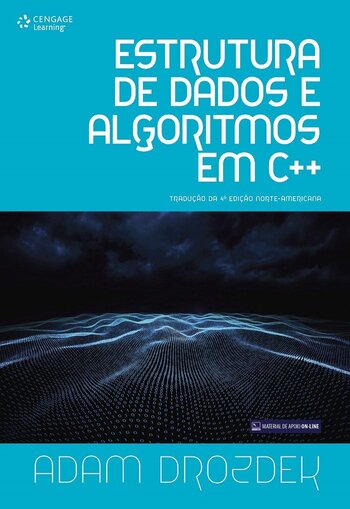 CENGAGE
Learning
ESTRUTURA
DE DADOS E
ALGORITMOS
EM C++
TRADUÇÃO DA 4ª EDIÇÃO NORTE-AMERICANA
MATERIAL DE APOIO ON-LINE
ADAM DROZDEK